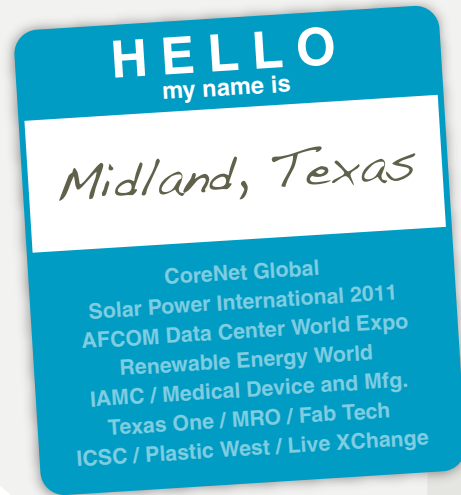 HELLO
my name is
Midland, Texas
CoreNet Global
Solar Power International 2011
AFCOM Data Center World Expo
Renewable Energy World
IAMC / Medical Device and Mfg.
Texas One / MRO / Fab Tech
ICSC / Plastic West / Live XChange